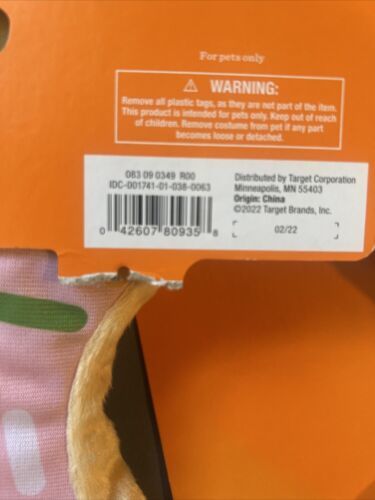 For pets only
⚠ WARNING:
Remove all plastic tags, as they are not part of the item.
This product is intended for pets only. Keep out of reach
of children. Remove costume from pet if any part
becomes loose or detached.
083 09 0349 R00
IDC-001741-01-038-0063
0 42607 80935 8
Distributed by Target Corporation
Minneapolis, MN 55403
Origin: China
©2022 Target Brands, Inc.
02/22